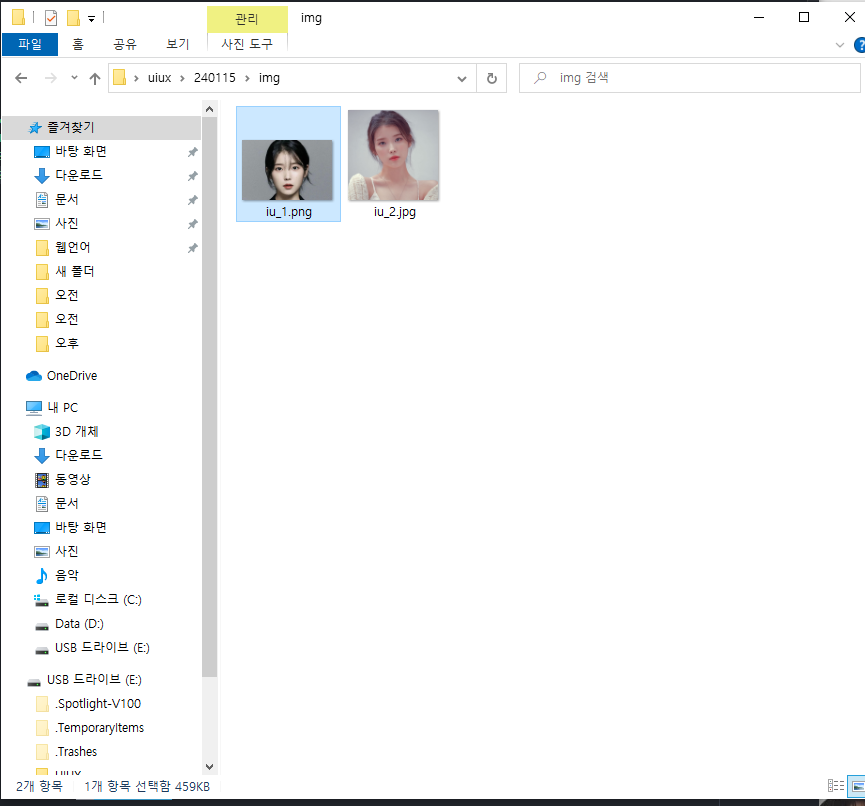 관리
img
파일
홈
공유
보기
사진 도구
uiux
240115
img
img 검색
즐겨찾기
바탕 화면
다운로드
문서
사진
웹언어
새 폴더
오전
오전
오후
OneDrive
내 PC
3D 개체
다운로드
동영상
문서
바탕 화면
사진
음악
로컬 디스크 (C:)
Data (D:)
USB 드라이브 (E:)
USB 드라이브 (E:)
.Spotlight-V100
.TemporaryItems
.Trashes
UIUX
iu_1.png
iu_2.jpg
2개 항목
1개 항목 선택함 459KB